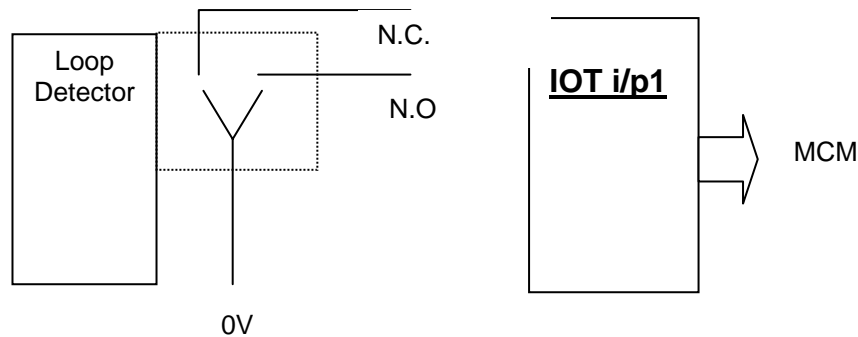 Loop
Detector
N.C.
N.O
0V
IOT i/p1
MCM